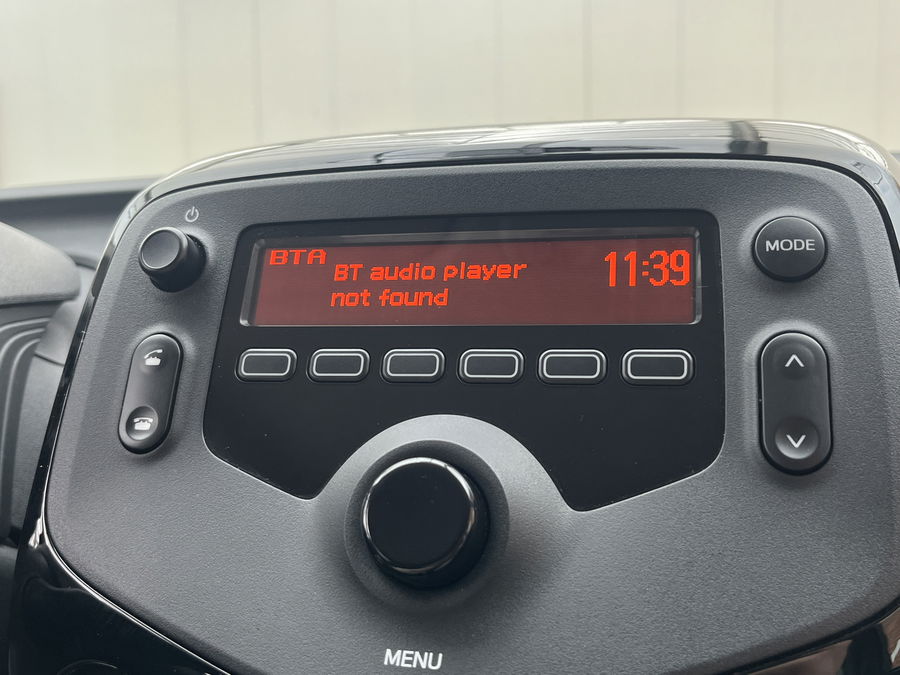 BTA
BT audio player
not found
11:39
MODE
MENU